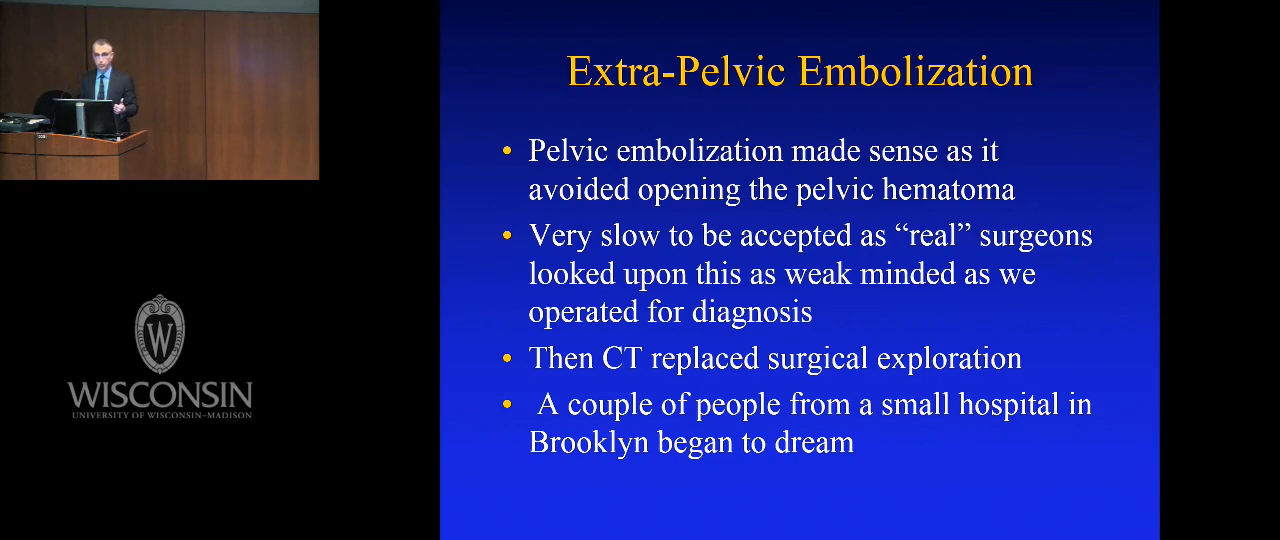 Extra-Pelvic Embolization
• Pelvic embolization made sense as it
avoided opening the pelvic hematoma
• Very slow to be accepted as “real” surgeons
looked upon this as weak minded as we
operated for diagnosis
• Then CT replaced surgical exploration
• A couple of people from a small hospital in
Brooklyn began to dream
W
WISCONSIN
UNIVERSITY OF WISCONSIN–MADISON